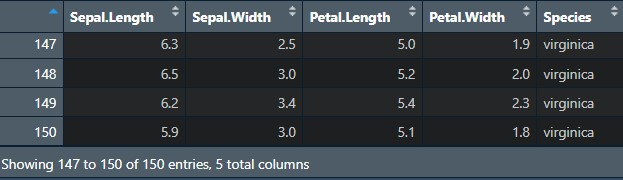 Sepal.Length Sepal.Width Petal.Length Petal.Width Species
147 6.3 2.5 5.0 1.9 virginica
148 6.5 3.0 5.2 2.0 virginica
149 6.2 3.4 5.4 2.3 virginica
150 5.9 3.0 5.1 1.8 virginica
Showing 147 to 150 of 150 entries, 5 total columns